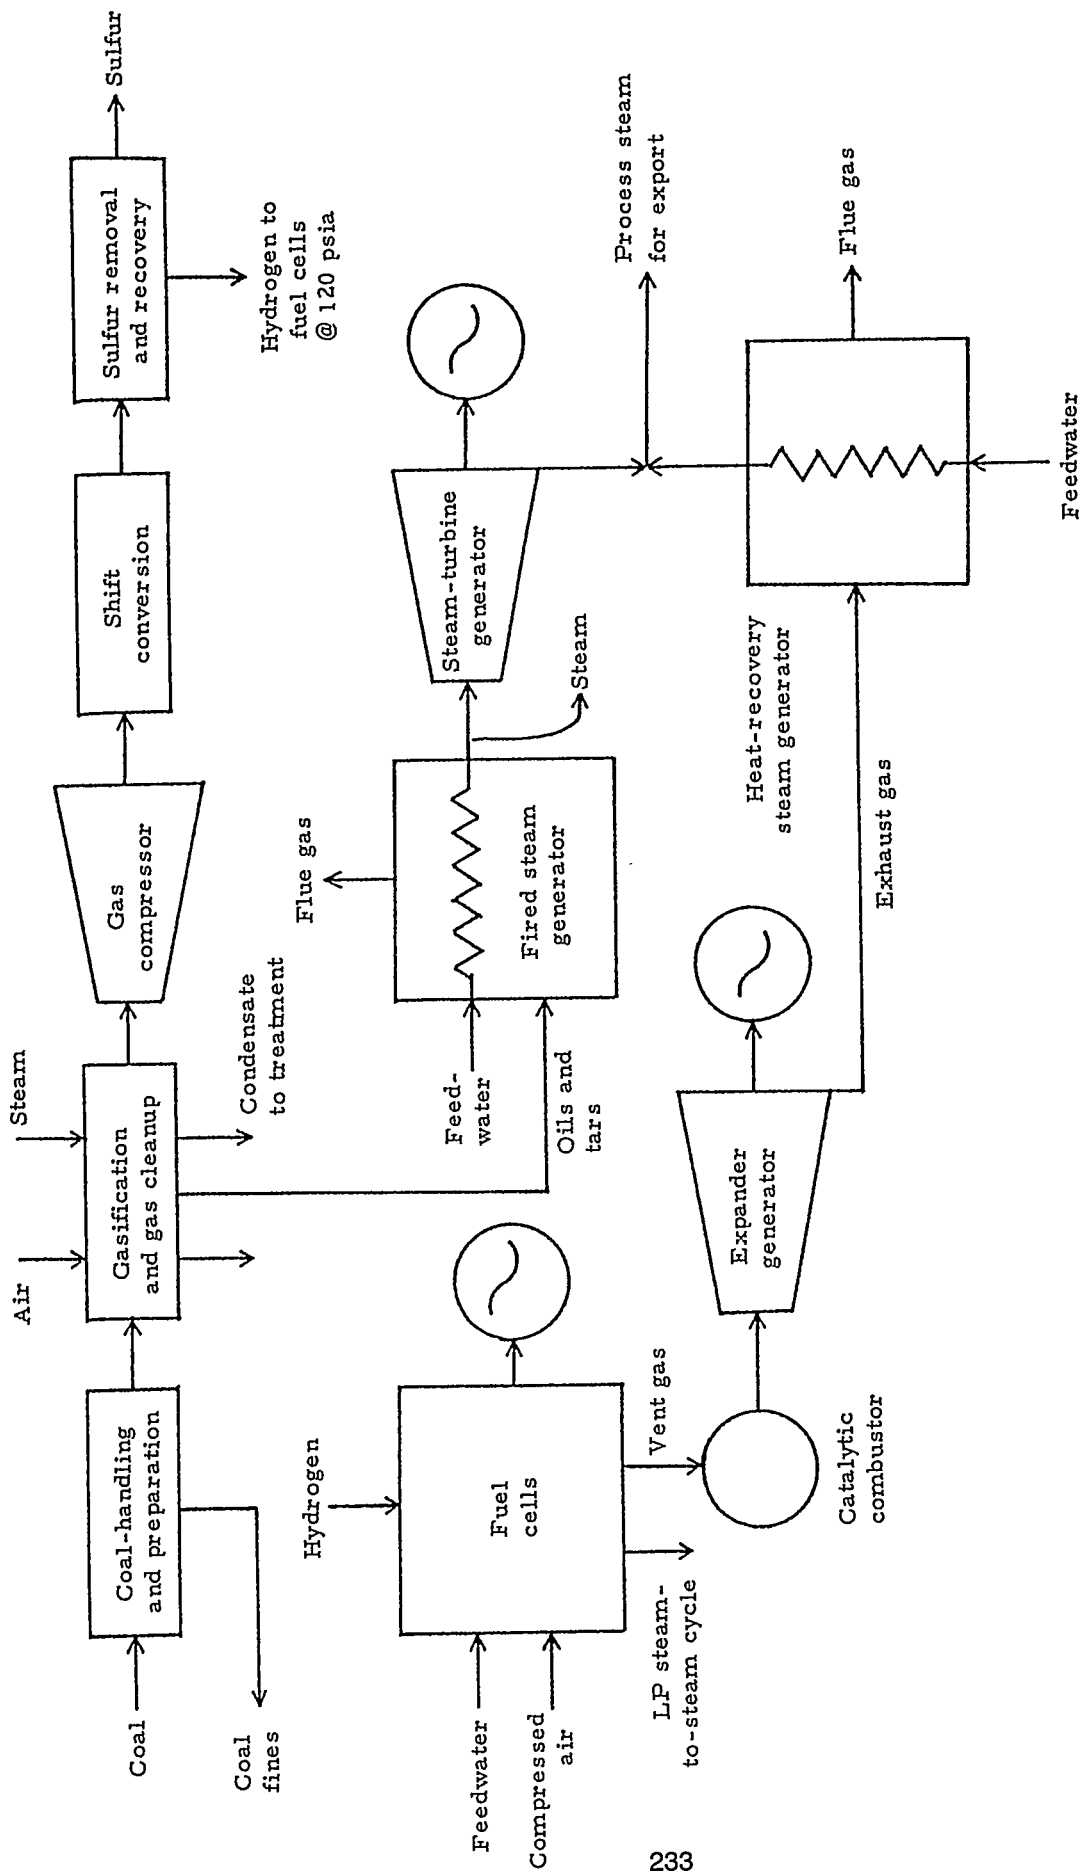 Coal
Coal-handling
and preparation
Coal
fines
Air
Steam
Gasification
and gas cleanup
Condensate
to treatment
Gas
compressor
Shift
conversion
Sulfur removal
and recovery
Sulfur
Hydrogen to
fuel cells
@ 120 psia
Flue gas
Feed-
water
Oils and
tars
Fired steam
generator
Steam
Steam-turbine
generator
Process steam
for export
Hydrogen
Feedwater
Compressed
air
Fuel
cells
LP steam-
to-steam cycle
Vent gas
Catalytic
combustor
Expander
generator
Exhaust gas
Heat-recovery
steam generator
Flue gas
Feedwater
233